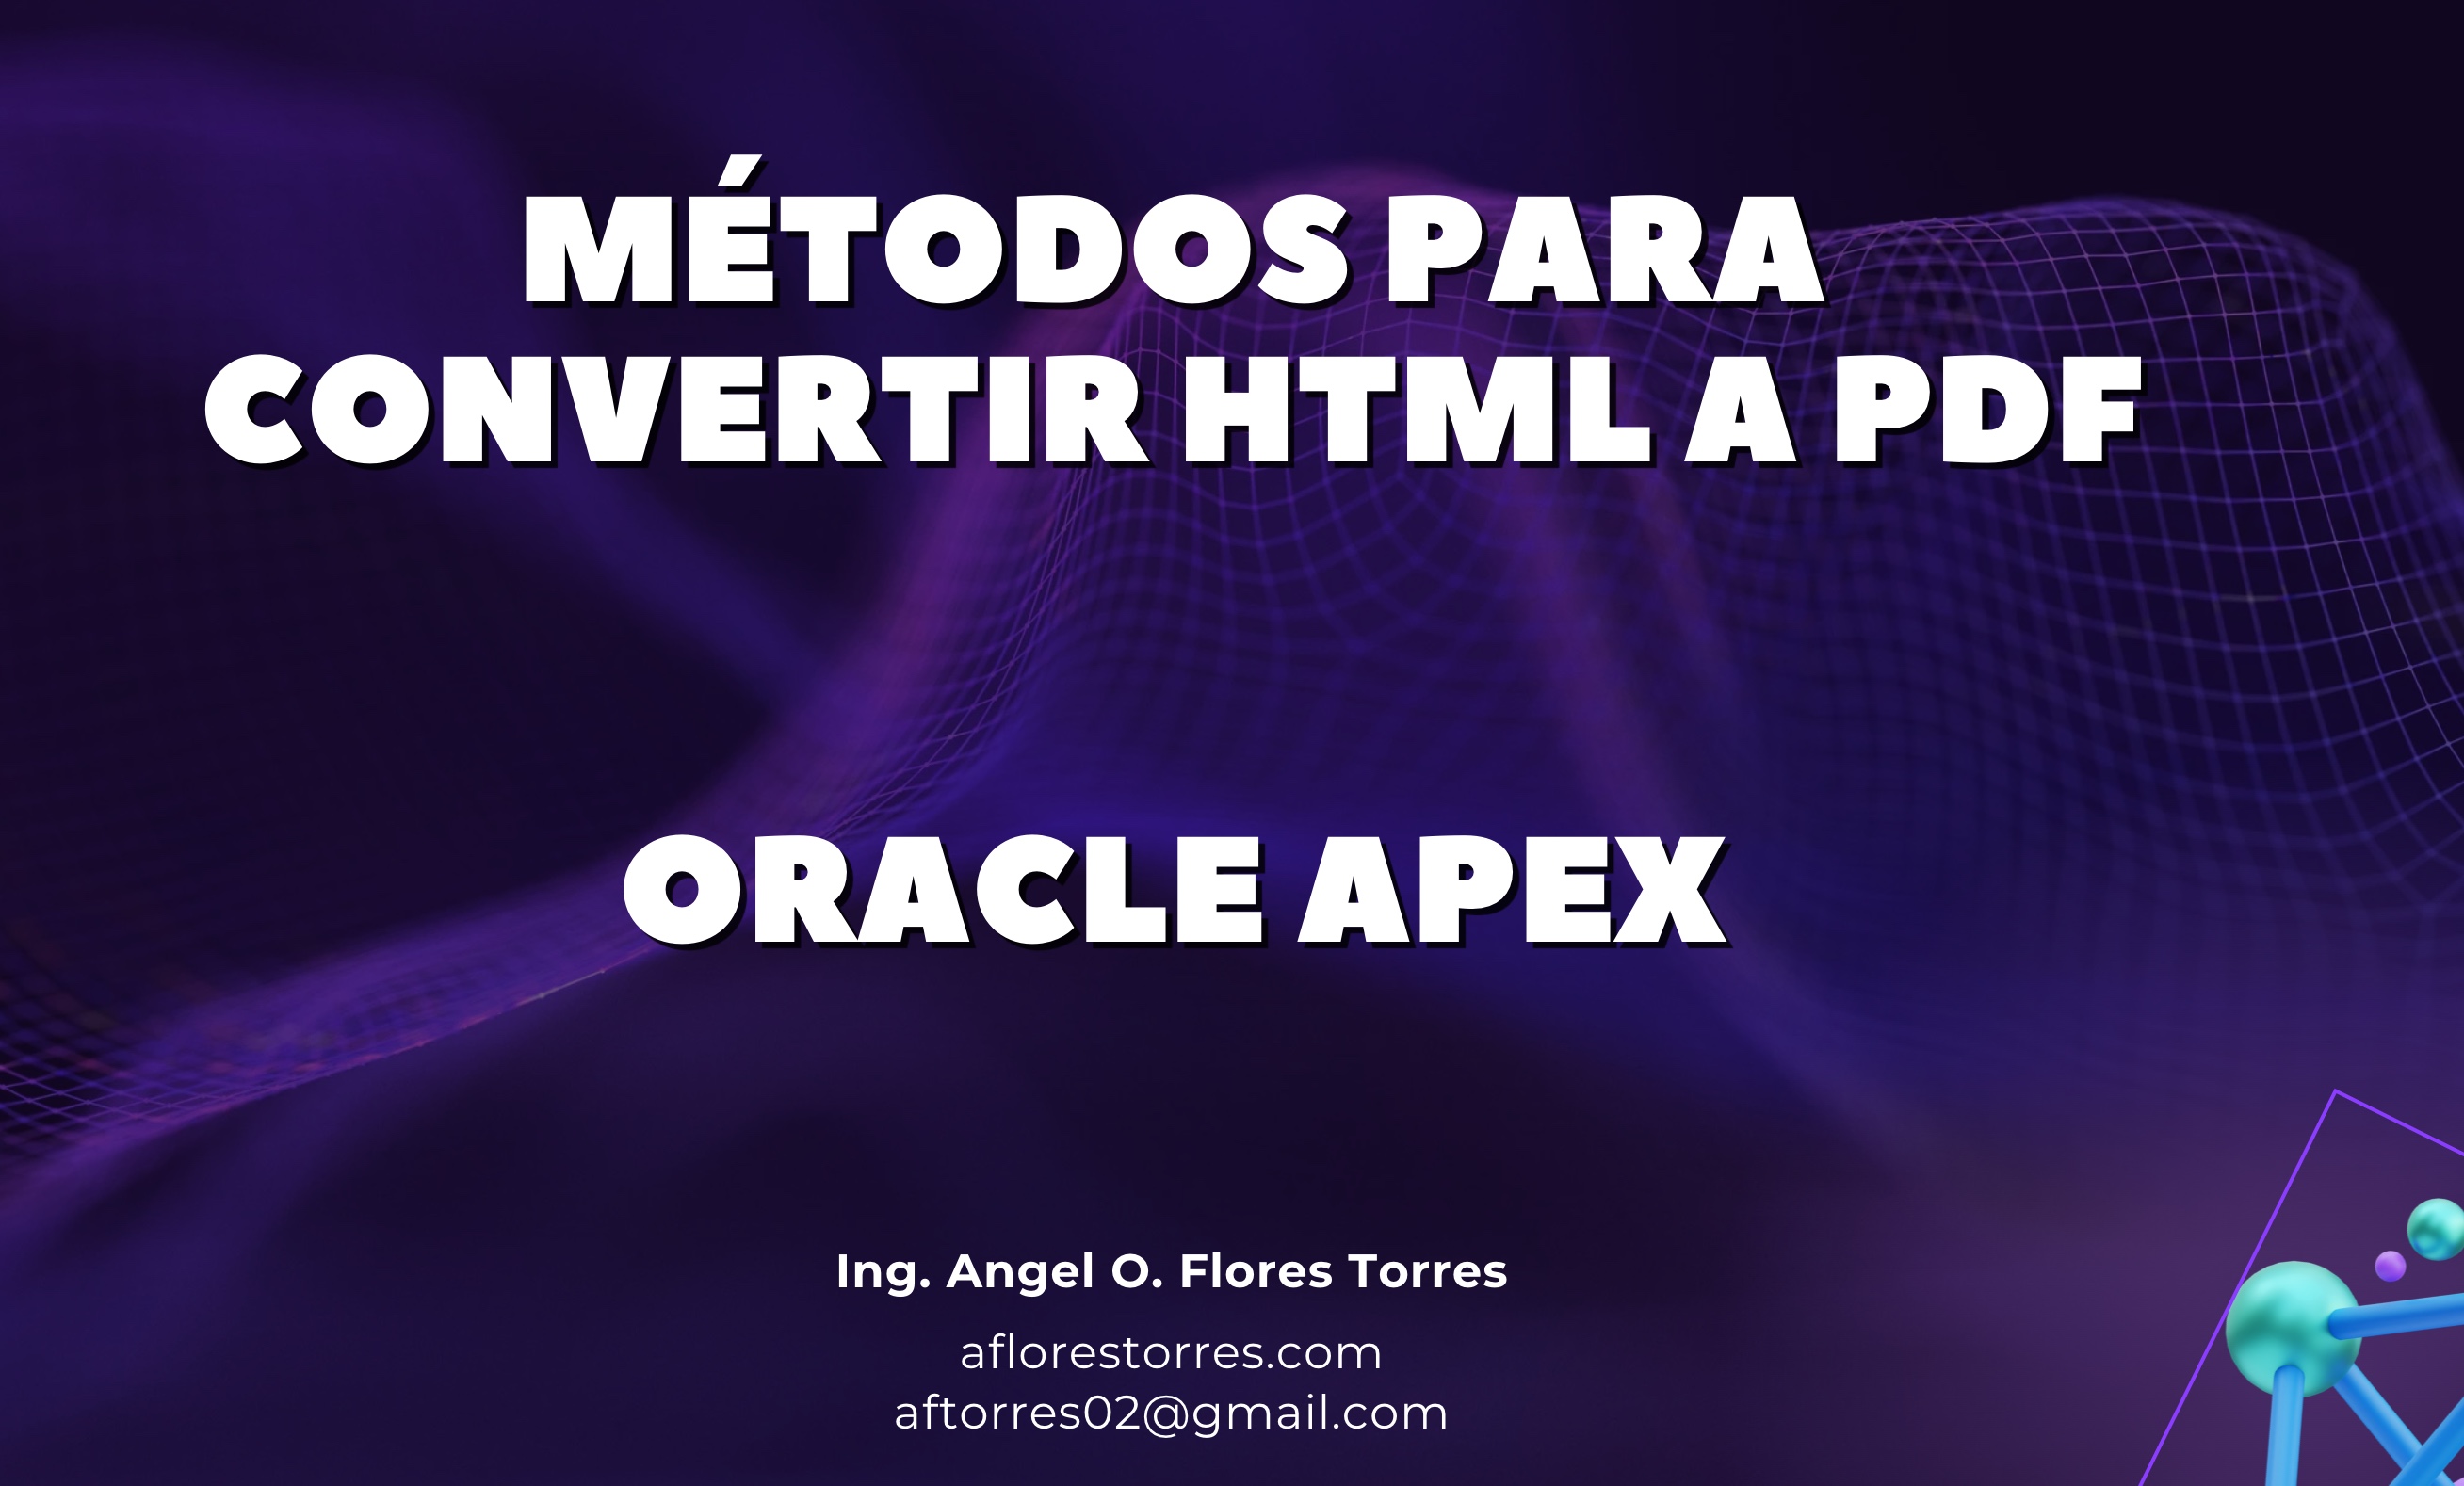 MÉTODOS PARA
CONVERTIR HTML A PDF
ORACLE APEX
Ing. Angel O. Flores Torres
aflorestorres.com
aftorres02@gmail.com